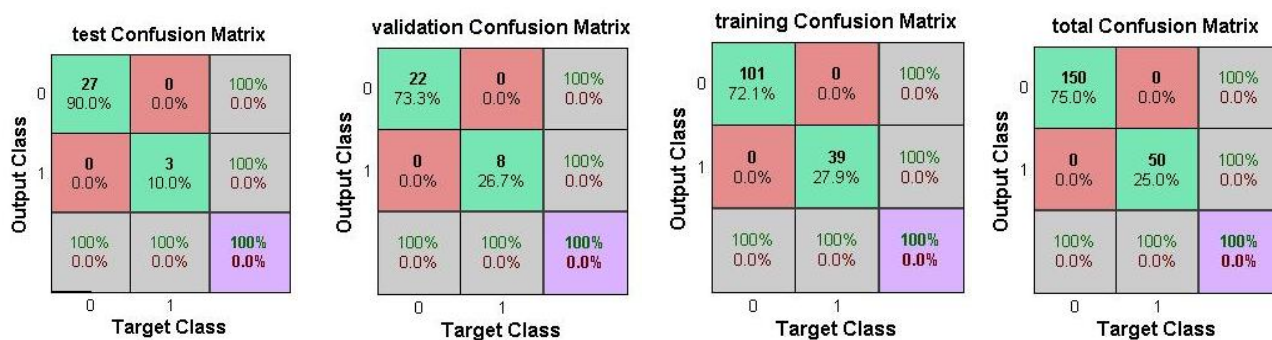 test Confusion Matrix
27 0 100%
0 90.0% 0.0% 0.0%
0 3 100%
1 0.0% 10.0% 0.0%
100% 100% 100%
0.0% 0.0% 0.0%
0 1
Target Class
Output Class
validation Confusion Matrix
22 0 100%
0 73.3% 0.0% 0.0%
0 8 100%
1 0.0% 26.7% 0.0%
100% 100% 100%
0.0% 0.0% 0.0%
0 1
Target Class
Output Class
training Confusion Matrix
101 0 100%
0 72.1% 0.0% 0.0%
0 39 100%
1 0.0% 27.9% 0.0%
100% 100% 100%
0.0% 0.0% 0.0%
0 1
Target Class
Output Class
total Confusion Matrix
150 0 100%
0 75.0% 0.0% 0.0%
0 50 100%
1 0.0% 25.0% 0.0%
100% 100% 100%
0.0% 0.0% 0.0%
0 1
Target Class
Output Class